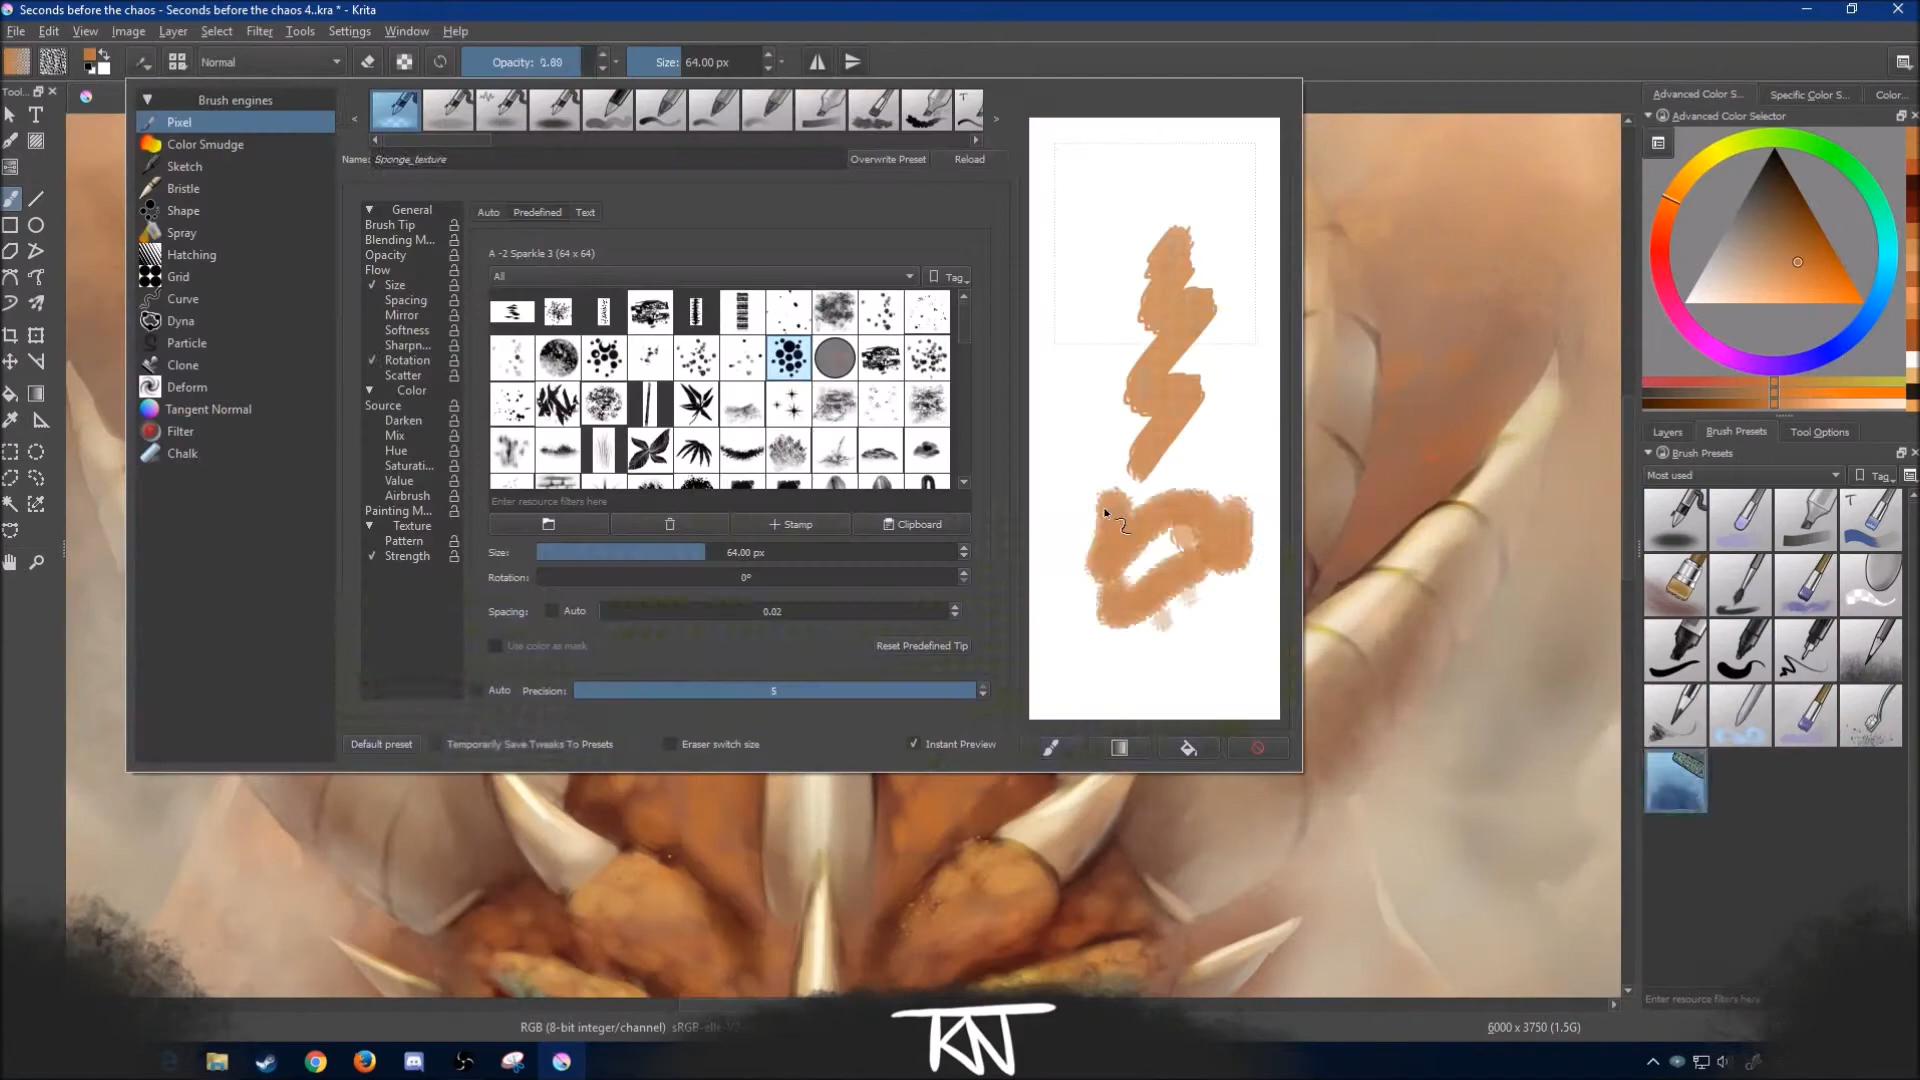 Seconds before the chaos - Seconds before the chaos 4..kra * - Krita
File Edit View Image Layer Select Filter Tools Settings Window Help
Normal Opacity: 0.80 Size: 64.00 px
Tool...
Brush engines
Pixel
Color Smudge
Sketch
Bristle
Shape
Spray
Hatching
Grid
Curve
Dyna
Particle
Clone
Deform
Tangent Normal
Filter
Chalk
Name: Sponge_texture Overwrite Preset Reload
General
Brush Tip
Blending M...
Opacity
Flow
Size
Spacing
Mirror
Softness
Sharpn...
Rotation
Scatter
Color
Source
Darken
Mix
Hue
Saturati...
Value
Airbrush
Painting M...
Texture
Pattern
Strength
Auto Predefined Text
A -2 Sparkle 3 (64 x 64)
All Tag
Enter resource filters here
Stamp Clipboard
Size: 64.00 px
Rotation: 0°
Spacing: Auto 0.02
Use color as mask Reset Predefined Tip
Auto Precision: 5
Default preset Temporarily Save Tweaks To Presets Eraser switch size Instant Preview
Advanced Color S... Specific Color S... Color...
Advanced Color Selector
Layers Brush Presets Tool Options
Brush Presets
Most used Tag
T
T
T
Enter resource filters here
RGB (8-bit integer/channel) sRGB-elle-V2- 6000 x 3750 (1.5G)
KN